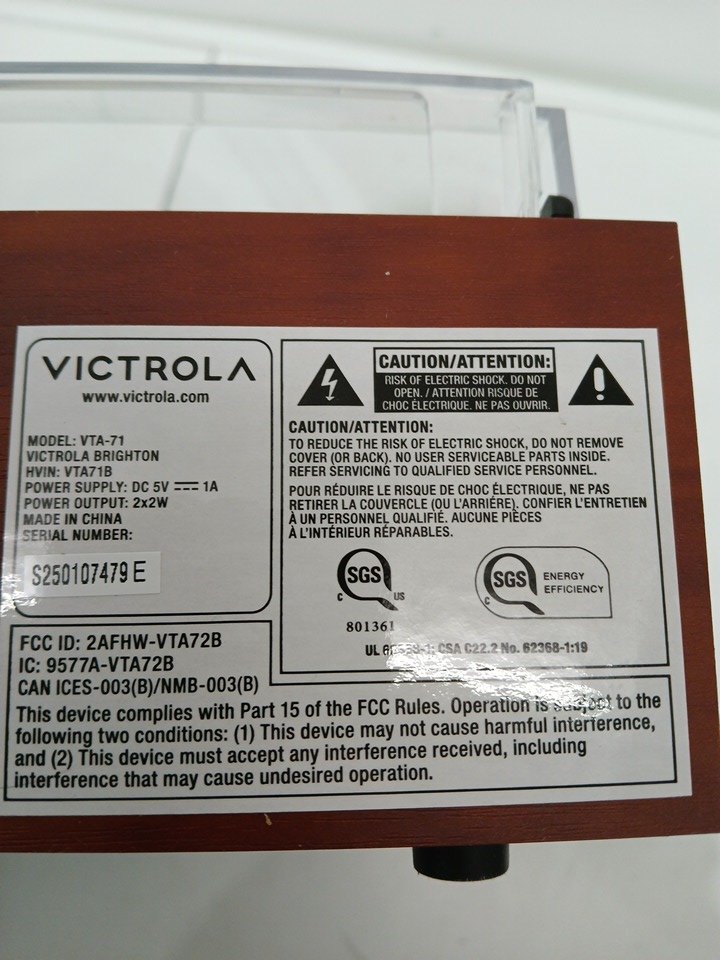 VICTROLA
www.victrola.com
MODEL: VTA-71
VICTROLA BRIGHTON
HVIN: VTA71B
POWER SUPPLY: DC 5V ⎓ 1A
POWER OUTPUT: 2x2W
MADE IN CHINA
SERIAL NUMBER:
S250107479 E
CAUTION/ATTENTION:
RISK OF ELECTRIC SHOCK. DO NOT
OPEN. / ATTENTION RISQUE DE
CHOC ÉLECTRIQUE. NE PAS OUVRIR.
CAUTION/ATTENTION:
TO REDUCE THE RISK OF ELECTRIC SHOCK, DO NOT REMOVE
COVER (OR BACK). NO USER SERVICEABLE PARTS INSIDE.
REFER SERVICING TO QUALIFIED SERVICE PERSONNEL.
POUR RÉDUIRE LE RISQUE DE CHOC ÉLECTRIQUE, NE PAS
RETIRER LA COUVERCLE (OU L'ARRIÉRE). CONFIER L'ENTRETIEN
À UN PERSONNEL QUALIFIÉ. AUCUNE PIÈCES
À L'INTÉRIEUR RÉPARABLES.
SGS
C US
801361
SGS
C
ENERGY
EFFICIENCY
UL CSA C22.2 No. 62368-1:19
FCC ID: 2AFHW-VTA72B
IC: 9577A-VTA72B
CAN ICES-003(B)/NMB-003(B)
This device complies with Part 15 of the FCC Rules. Operation is subject to the
following two conditions: (1) This device may not cause harmful interference,
and (2) This device must accept any interference received, including
interference that may cause undesired operation.